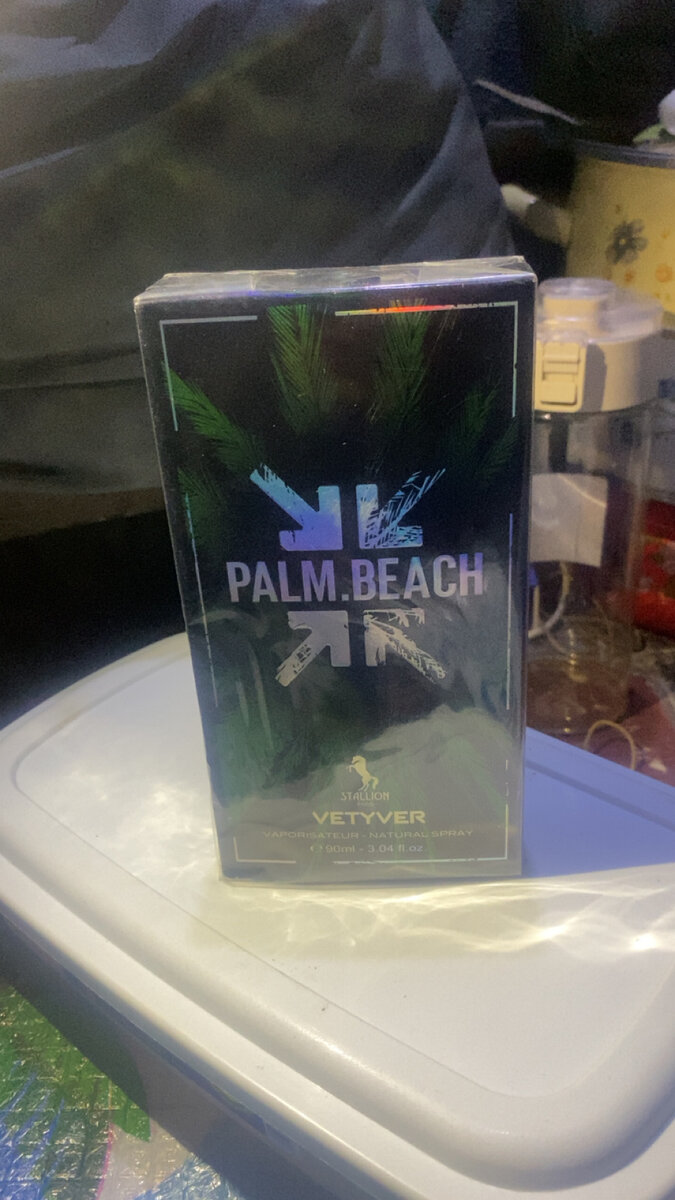 PALM.BEACH
STALLION
VETYVER
VAPORISATEUR - NATURAL SPRAY
℮ 90ml - 3.04 fl.oz